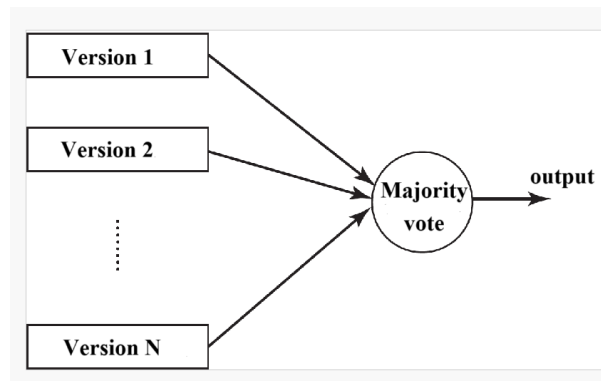 Version 1
Version 2
Majority
vote
output
Version N